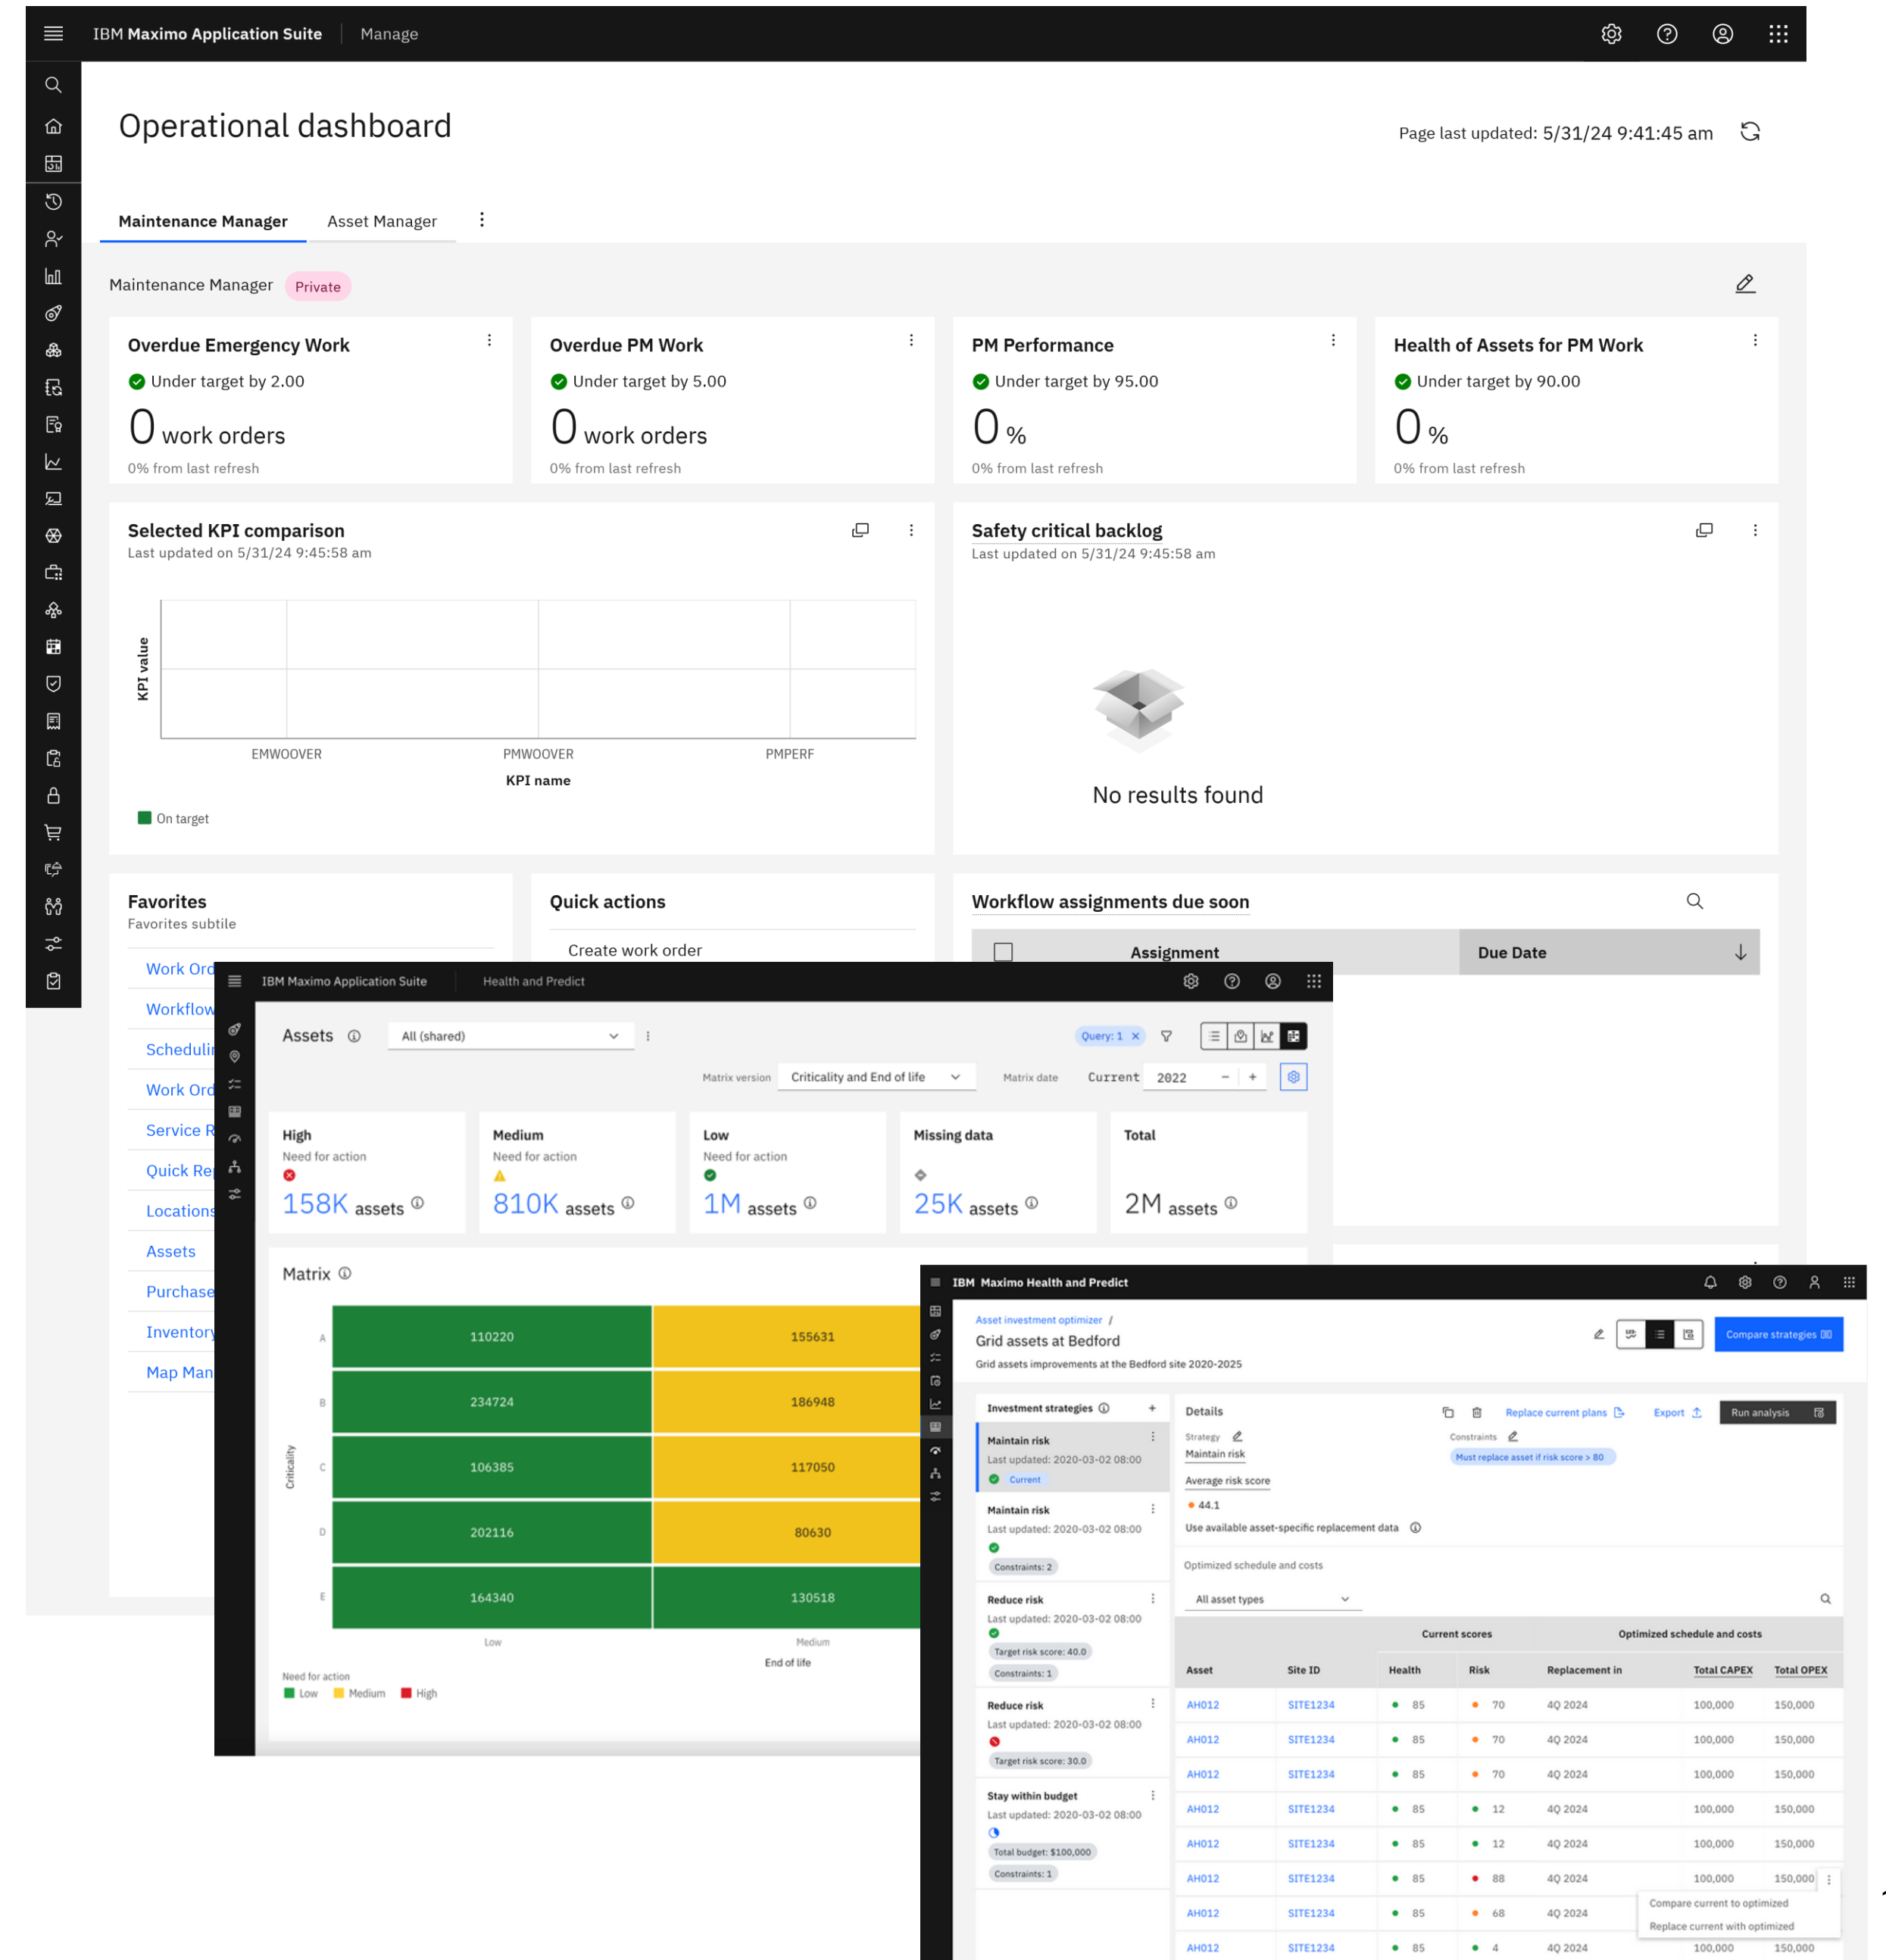 IBM Maximo Application Suite Manage
Operational dashboard
Page last updated: 5/31/24 9:41:45 am
Maintenance Manager Asset Manager
Maintenance Manager Private
Overdue Emergency Work
Under target by 2.00
0 work orders
0% from last refresh
Overdue PM Work
Under target by 5.00
0 work orders
0% from last refresh
PM Performance
Under target by 95.00
0 %
0% from last refresh
Health of Assets for PM Work
Under target by 90.00
0 %
0% from last refresh
Selected KPI comparison
Last updated on 5/31/24 9:45:58 am
KPI value
EMWOOVER PMWOOVER PMPERF
KPI name
On target
Safety critical backlog
Last updated on 5/31/24 9:45:58 am
No results found
Favorites
Favorites subtile
Work Ord
Workflow
Schedulin
Work Ord
Service R
Quick Rep
Locations
Assets
Purchase
Inventory
Map Man
Quick actions
Create work order
Workflow assignments due soon
Assignment Due Date
IBM Maximo Application Suite Health and Predict
Assets All (shared) Query: 1 ×
Matrix version Criticality and End of life Matrix date Current 2022 − +
High
Need for action
158K assets
Medium
Need for action
810K assets
Low
Need for action
1M assets
Missing data
25K assets
Total
2M assets
Matrix
Criticality
A 110220 155631
B 234724 186948
C 106385 117050
D 202116 80630
E 164340 130518
Low Medium
End of life
Need for action
Low Medium High
IBM Maximo Health and Predict
Asset investment optimizer /
Grid assets at Bedford
Grid assets improvements at the Bedford site 2020-2025
Compare strategies
Investment strategies +
Maintain risk
Last updated: 2020-03-02 08:00
Current
Maintain risk
Last updated: 2020-03-02 08:00
Constraints: 2
Reduce risk
Last updated: 2020-03-02 08:00
Target risk score: 40.0
Constraints: 1
Reduce risk
Last updated: 2020-03-02 08:00
Target risk score: 30.0
Stay within budget
Last updated: 2020-03-02 08:00
Total budget: $100,000
Constraints: 1
Details Replace current plans Export Run analysis
Strategy Constraints
Maintain risk Must replace asset if risk score > 80
Average risk score
44.1
Use available asset-specific replacement data
Optimized schedule and costs
All asset types
Current scores Optimized schedule and costs
Asset Site ID Health Risk Replacement in Total CAPEX Total OPEX
AH012 SITE1234 85 70 4Q 2024 100,000 150,000
AH012 SITE1234 85 70 4Q 2024 100,000 150,000
AH012 SITE1234 85 70 4Q 2024 100,000 150,000
AH012 SITE1234 85 12 4Q 2024 100,000 150,000
AH012 SITE1234 85 12 4Q 2024 100,000 150,000
AH012 SITE1234 85 88 4Q 2024 100,000 150,000
AH012 SITE1234 85 68 4Q 2024
Compare current to optimized
Replace current with optimized
AH012 SITE1234 85 4 4Q 2024 100,000 150,000